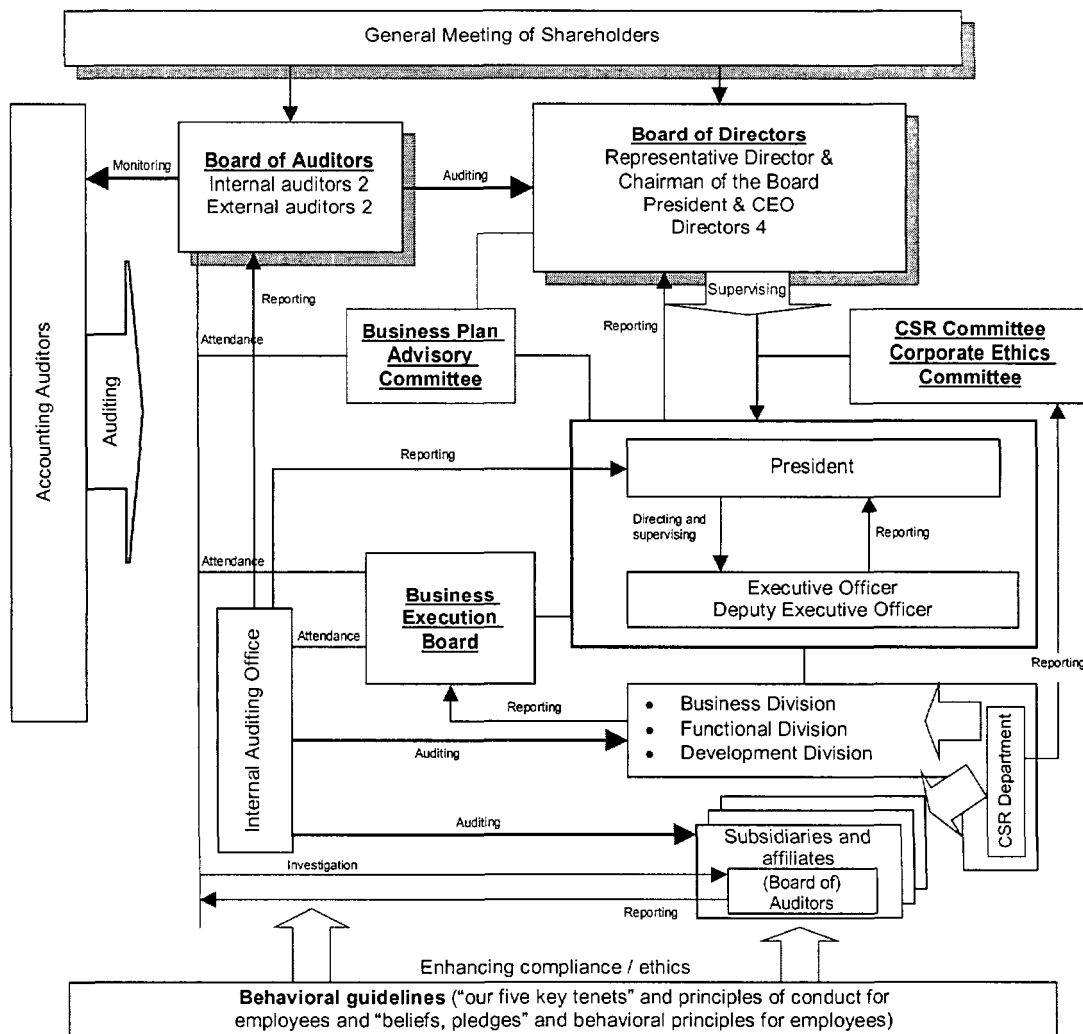 General Meeting of Shareholders
Board of Auditors
Internal auditors 2
External auditors 2
Monitoring
Auditing
Board of Directors
Representative Director &
Chairman of the Board
President & CEO
Directors 4
Reporting
Supervising
Attendance
Business Plan
Advisory
Committee
Reporting
CSR Committee
Corporate Ethics
Committee
Accounting Auditors
Auditing
Reporting
President
Directing and
supervising
Reporting
Attendance
Business
Execution
Board
Executive Officer
Deputy Executive Officer
Internal Auditing Office
Attendance
Reporting
Reporting
• Business Division
• Functional Division
• Development Division
Auditing
CSR Department
Auditing
Subsidiaries and
affiliates
Investigation
(Board of)
Auditors
Reporting
Enhancing compliance / ethics
Behavioral guidelines (“our five key tenets” and principles of conduct for
employees and “beliefs, pledges” and behavioral principles for employees)